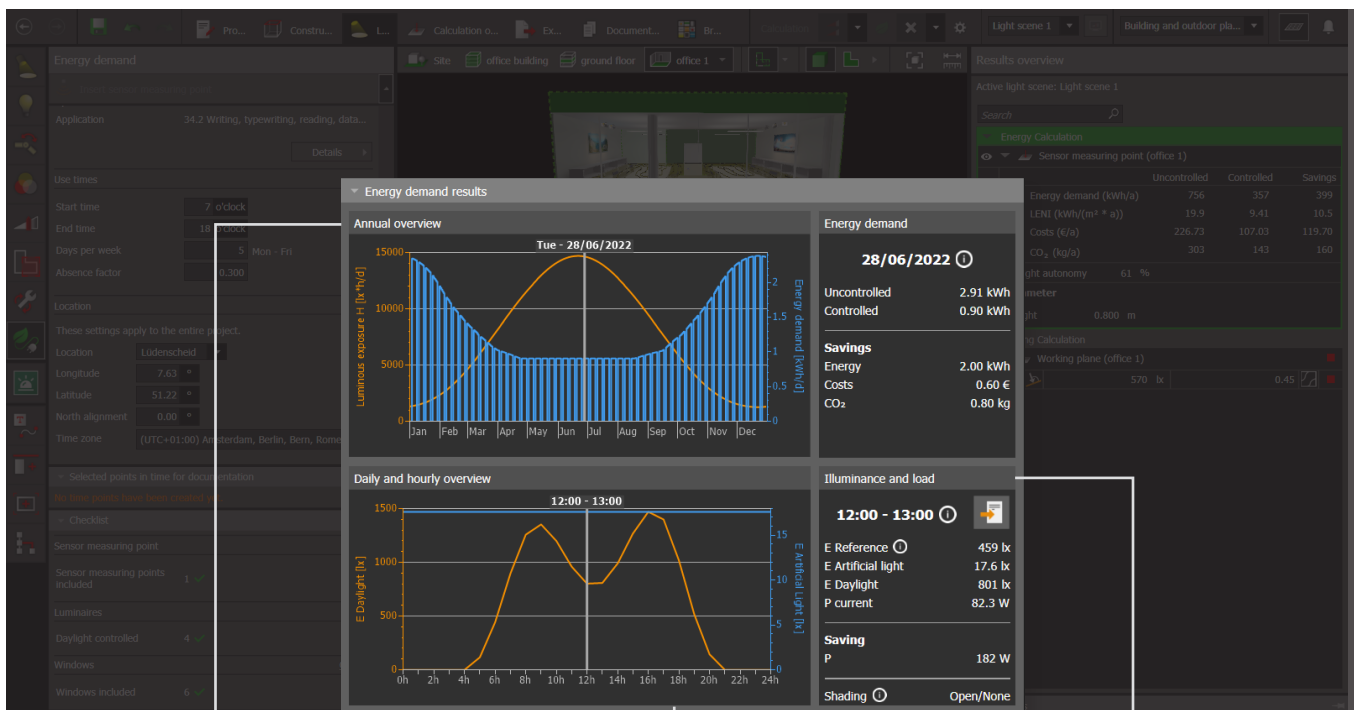 Pro... Constru... L... Calculation o... Ex... Document... Br... Light scene 1 Building and outdoor pla...
Energy demand
Site office building ground floor office 1
Results overview
Active light scene: Light scene 1
Search
Application 34.2 Writing, typewriting, reading, data...
Details
Energy Calculation
Sensor measuring point (office 1)
Uncontrolled Controlled Savings
Energy demand (kWh/a) 756 357 399
LENI (kWh/(m² * a)) 19.9 9.41 10.5
Costs (€/a) 226.73 107.03 119.70
CO₂ (kg/a) 303 143 160
ght autonomy 61 %
meter
ght 0.800 m
ng Calculation
Working plane (office 1)
570 lx 0.45
Use times
Start time 7 o'clock
End time 18 o'clock
Days per week 5 Mon - Fri
Absence factor 0.300
Location
These settings apply to the entire project.
Location Lüdenscheid
Longitude 7.63 °
Latitude 51.22 °
North alignment 0.00 °
Time zone (UTC+01:00) Amsterdam, Berlin, Bern, Rome
Selected points in time for documentation
No time points have been created yet.
Checklist
Sensor measuring point
Sensor measuring points
included 1
Luminaires
Daylight controlled 4
Windows
Windows included 6
Energy demand results
Annual overview
Tue - 28/06/2022
Luminous exposure H [lx*h/d]
15000
10000
5000
0
Energy demand [kWh/d]
2
1.5
1
0.5
0
Jan Feb Mar Apr May Jun Jul Aug Sep Oct Nov Dec
Energy demand
28/06/2022
Uncontrolled 2.91 kWh
Controlled 0.90 kWh
Savings
Energy 2.00 kWh
Costs 0.60 €
CO₂ 0.80 kg
Daily and hourly overview
12:00 - 13:00
E Daylight [lx]
1500
1000
500
0
E Artificial Light [lx]
15
10
5
0
0h 2h 4h 6h 8h 10h 12h 14h 16h 18h 20h 22h 24h
Illuminance and load
12:00 - 13:00
E Reference 459 lx
E Artificial light 17.6 lx
E Daylight 801 lx
P current 82.3 W
Saving
P 182 W
Shading Open/None